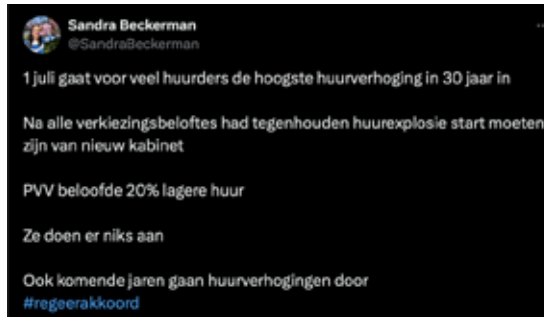 Sandra Beckerman
@SandraBeckerman
1 juli gaat voor veel huurders de hoogste huurverhoging in 30 jaar in
Na alle verkiezingsbeloftes had tegenhouden huurexplosie start moeten
zijn van nieuw kabinet
PVV beloofde 20% lagere huur
Ze doen er niks aan
Ook komende jaren gaan huurverhogingen door
#regeerakkoord